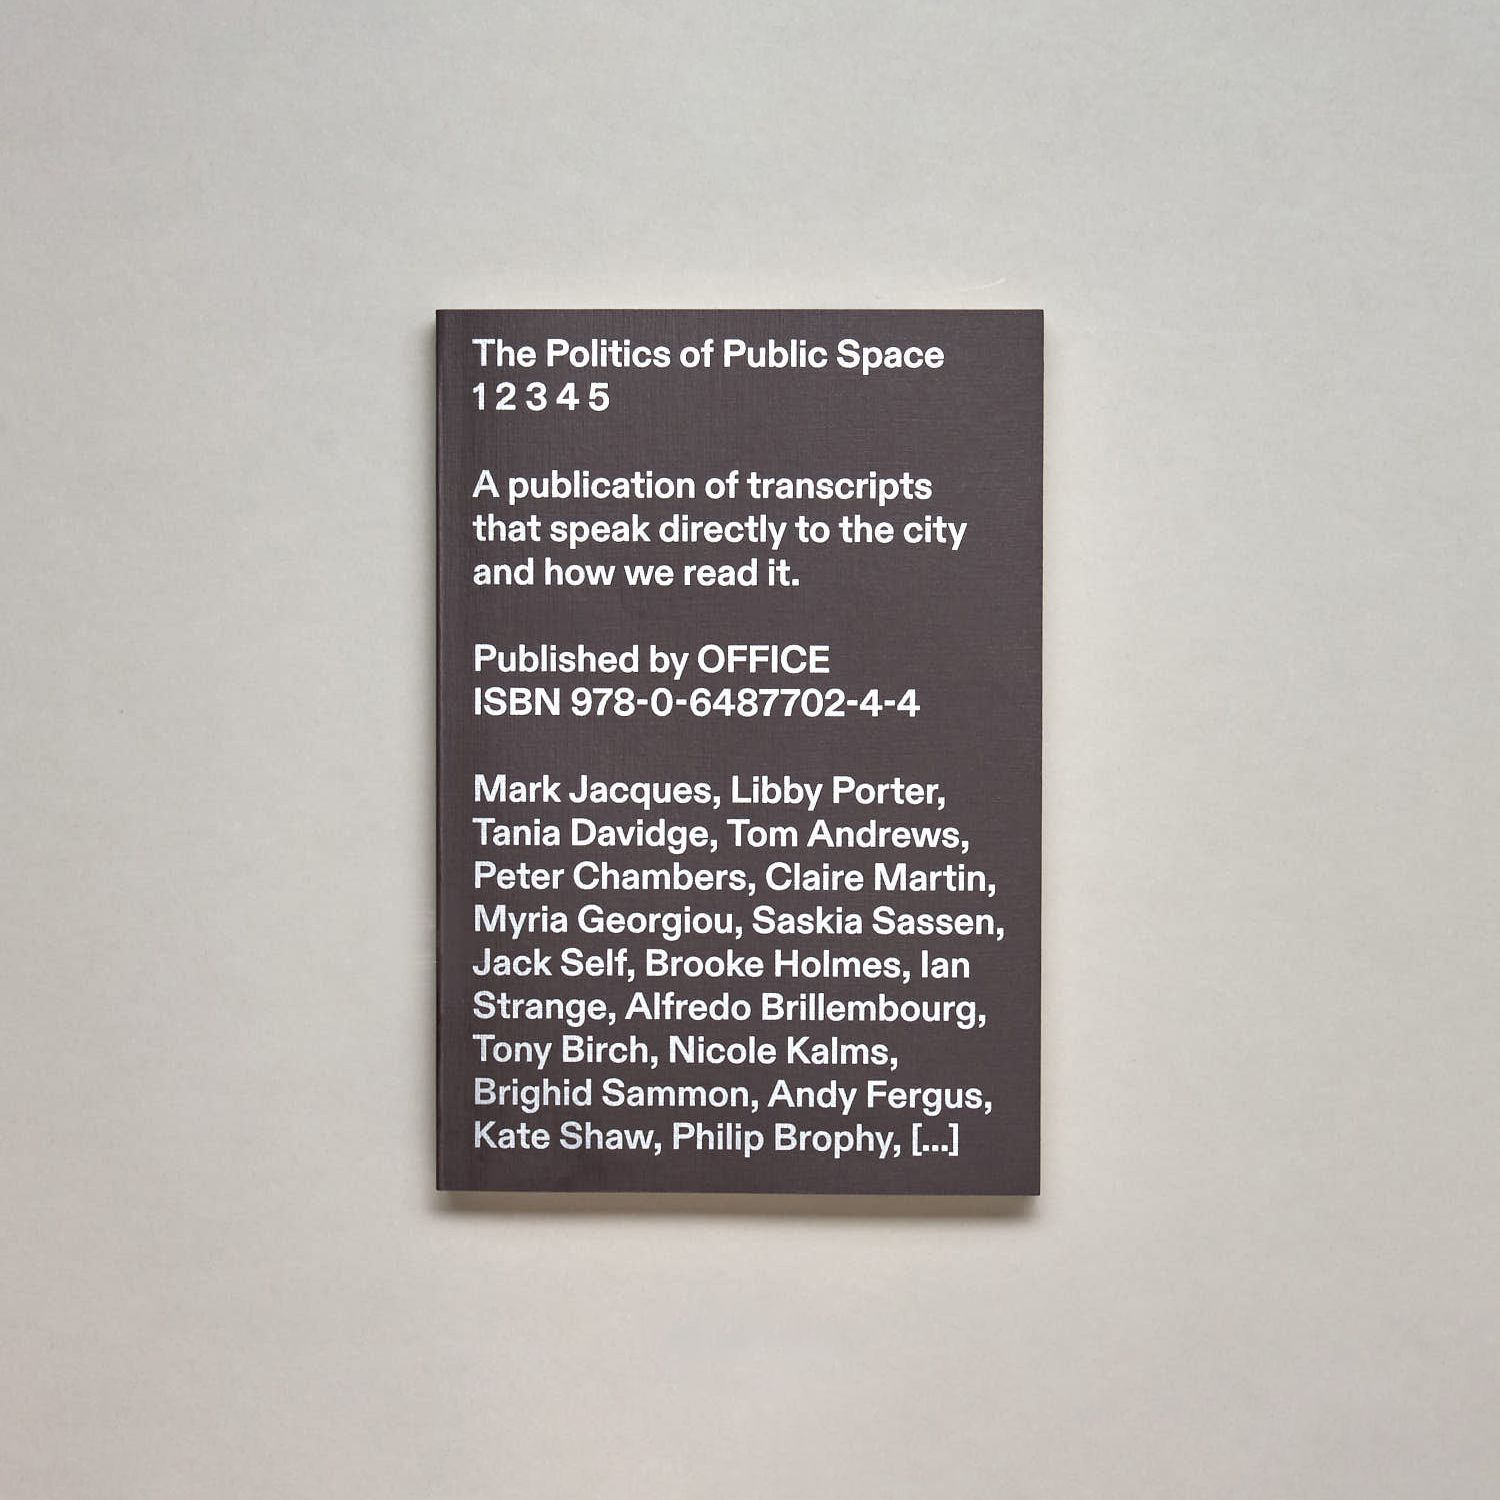 The Politics of Public Space
1 2 3 4 5
A publication of transcripts
that speak directly to the city
and how we read it.
Published by OFFICE
ISBN 978-0-6487702-4-4
Mark Jacques, Libby Porter,
Tania Davidge, Tom Andrews,
Peter Chambers, Claire Martin,
Myria Georgiou, Saskia Sassen,
Jack Self, Brooke Holmes, Ian
Strange, Alfredo Brillembourg,
Tony Birch, Nicole Kalms,
Brighid Sammon, Andy Fergus,
Kate Shaw, Philip Brophy, [...]